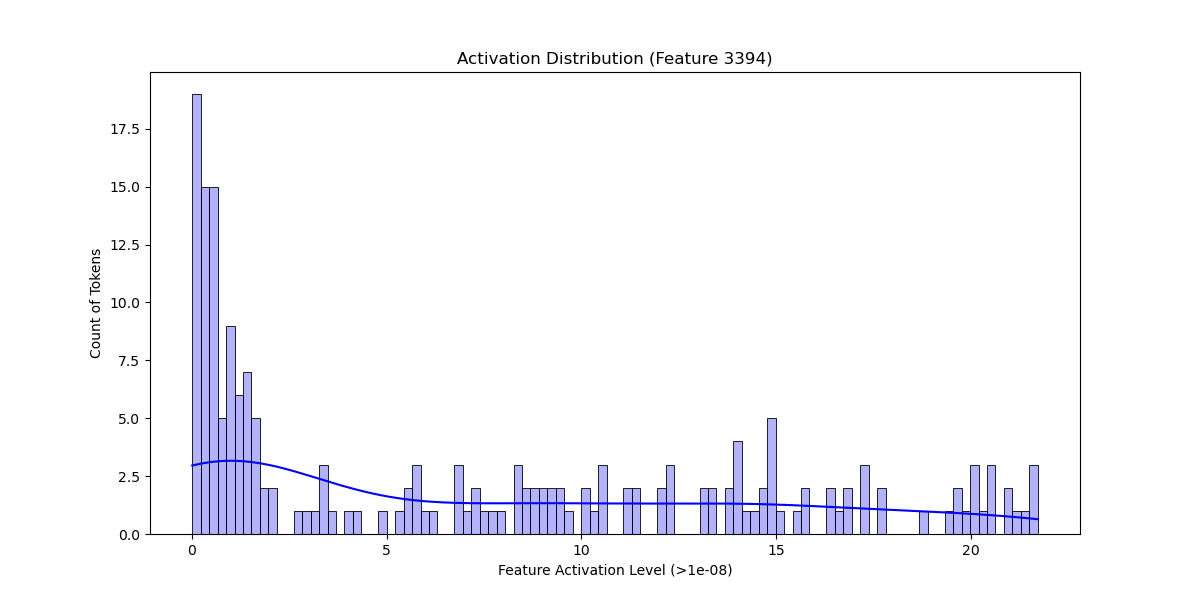 Activation Distribution (Feature 3394)
17.5
15.0
12.5
10.0
7.5
5.0
2.5
0.0
Count of Tokens
0 5 10 15 20
Feature Activation Level (>1e-08)